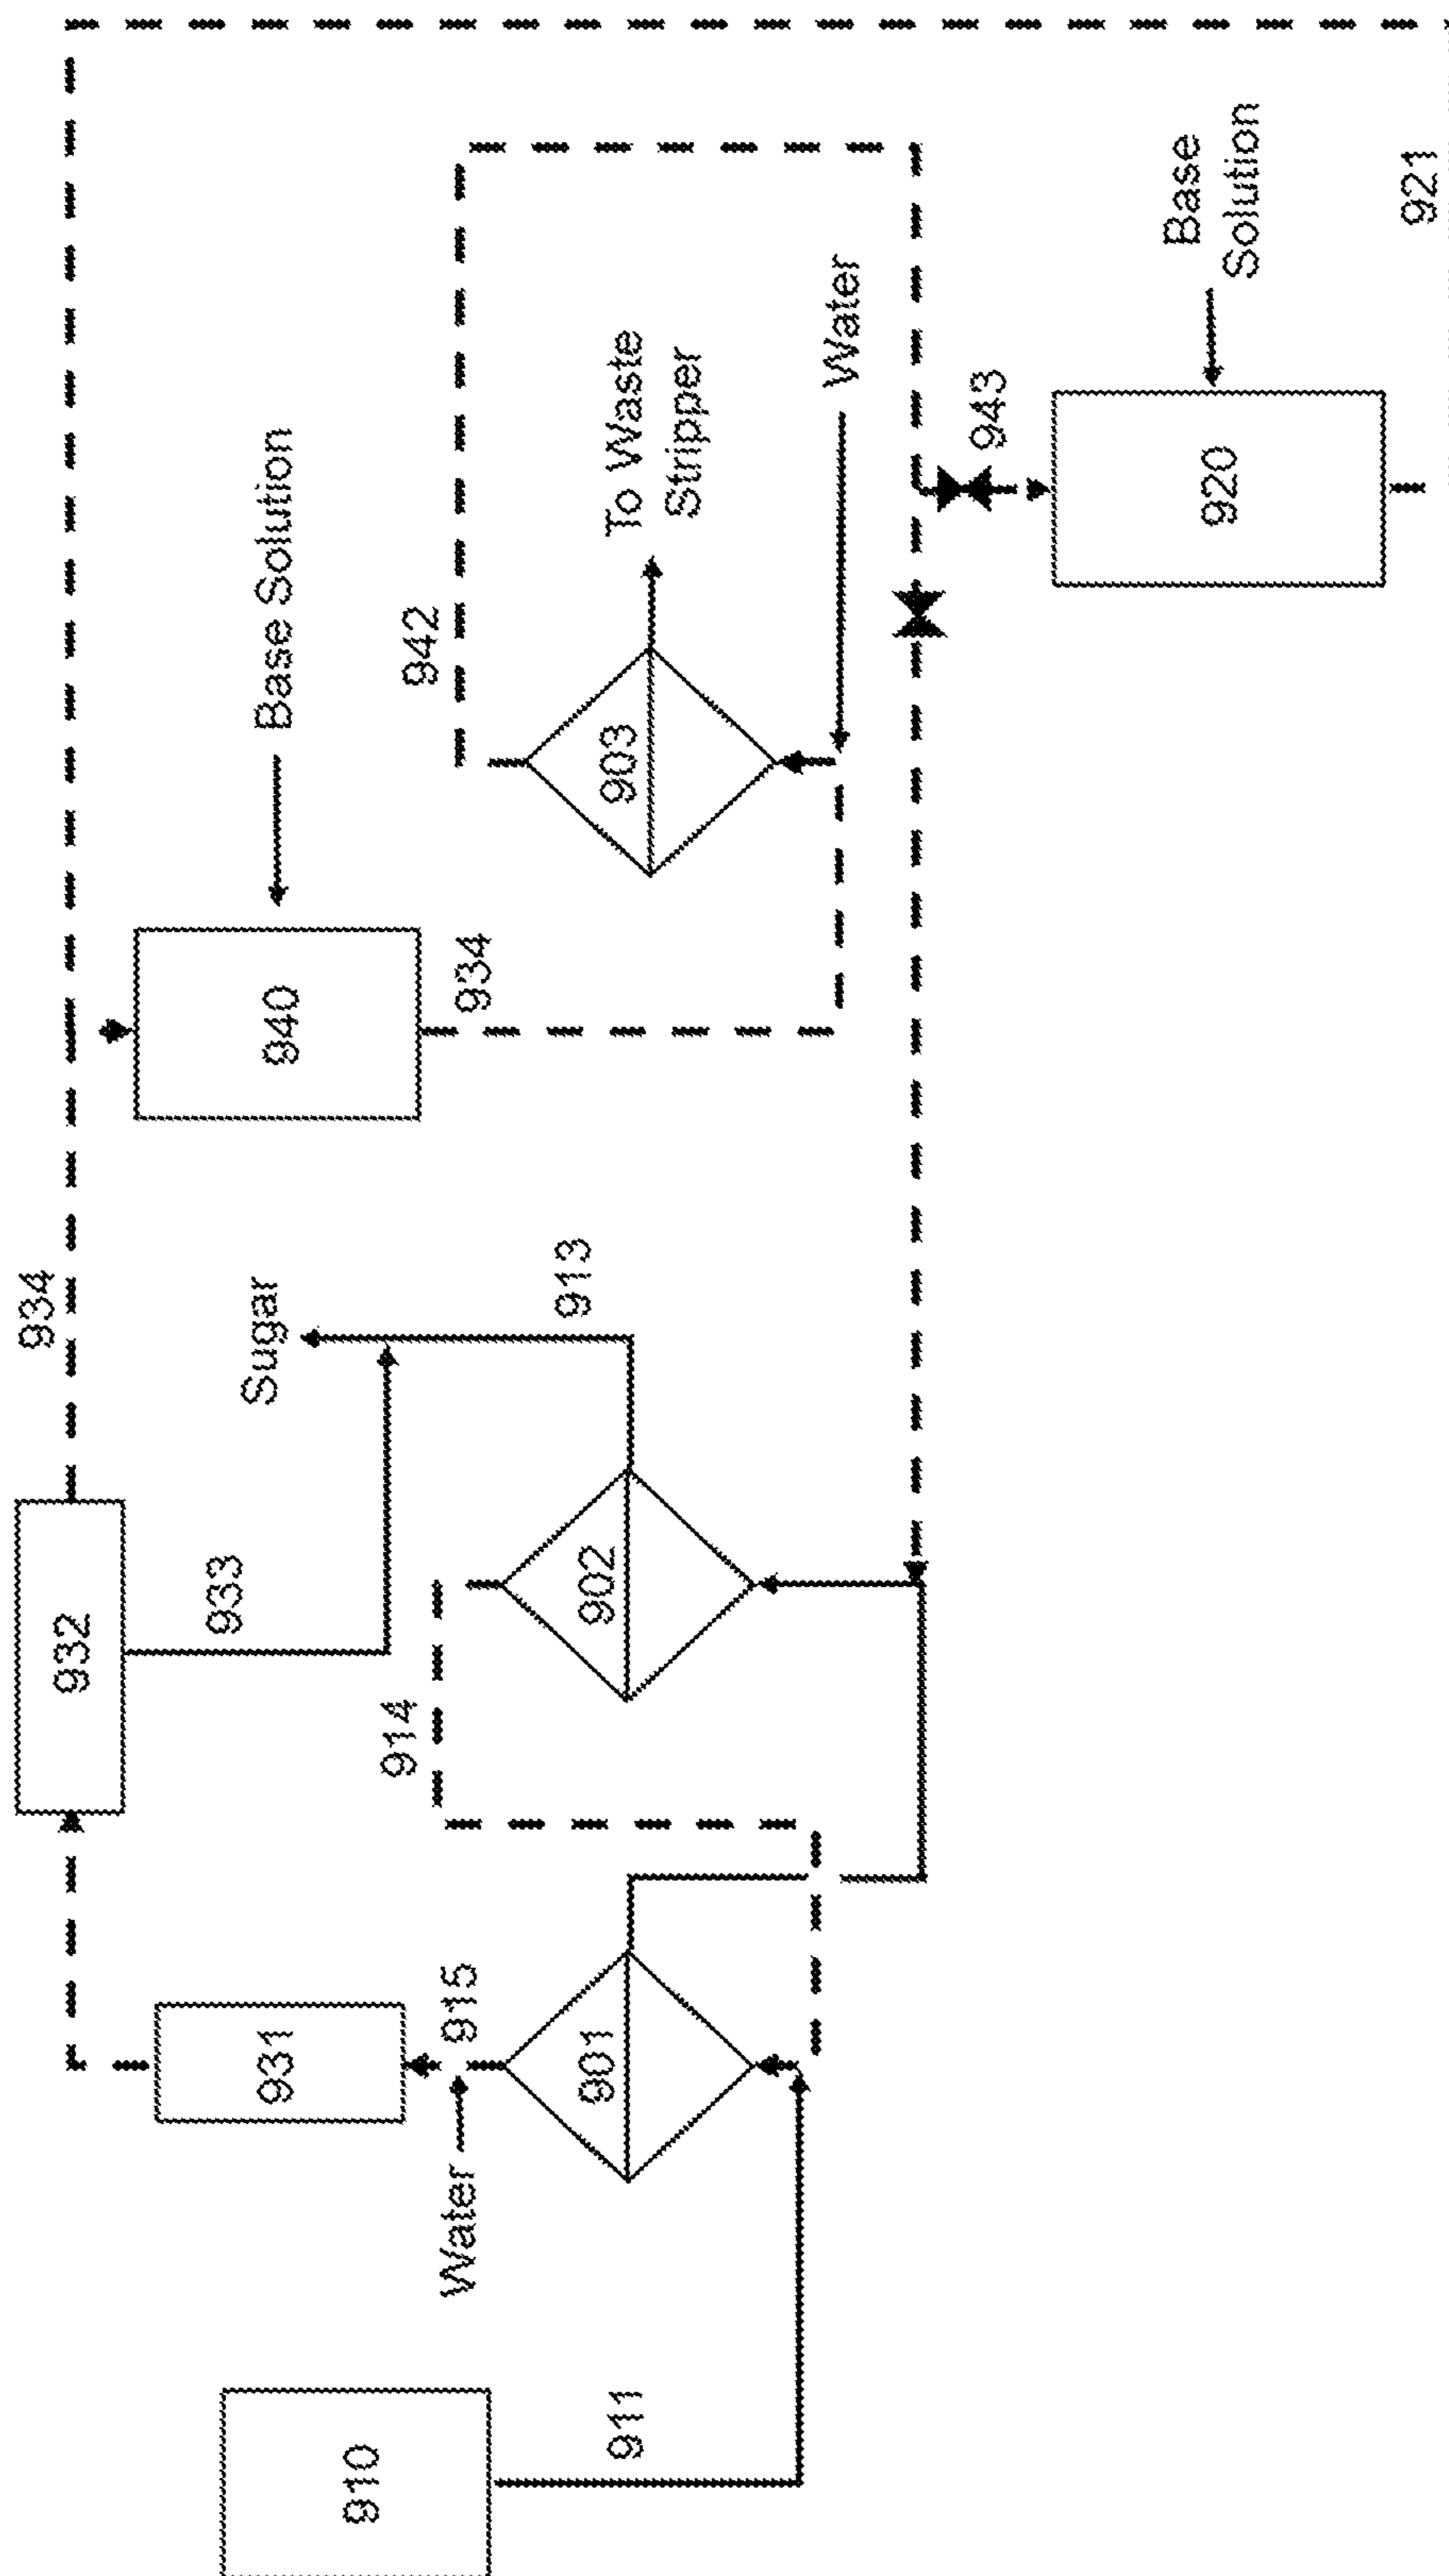 934
921
Base Solution
942
To Waste
Stripper
Water
943
Base
Solution
920
903
940
934
Sugar
913
932
933
902
914
931
915
901
Water
910
911